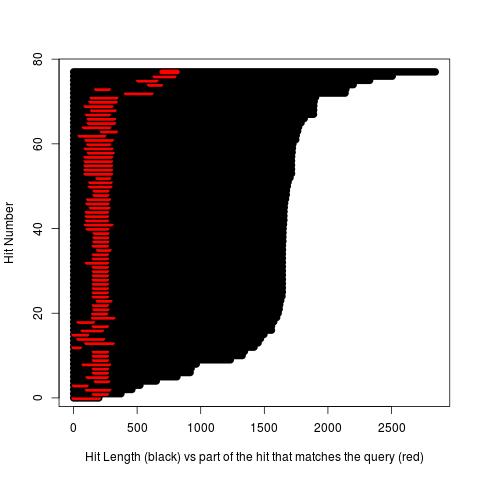 80
60
40
20
0
Hit Number
0 500 1000 1500 2000 2500
Hit Length (black) vs part of the hit that matches the query (red)